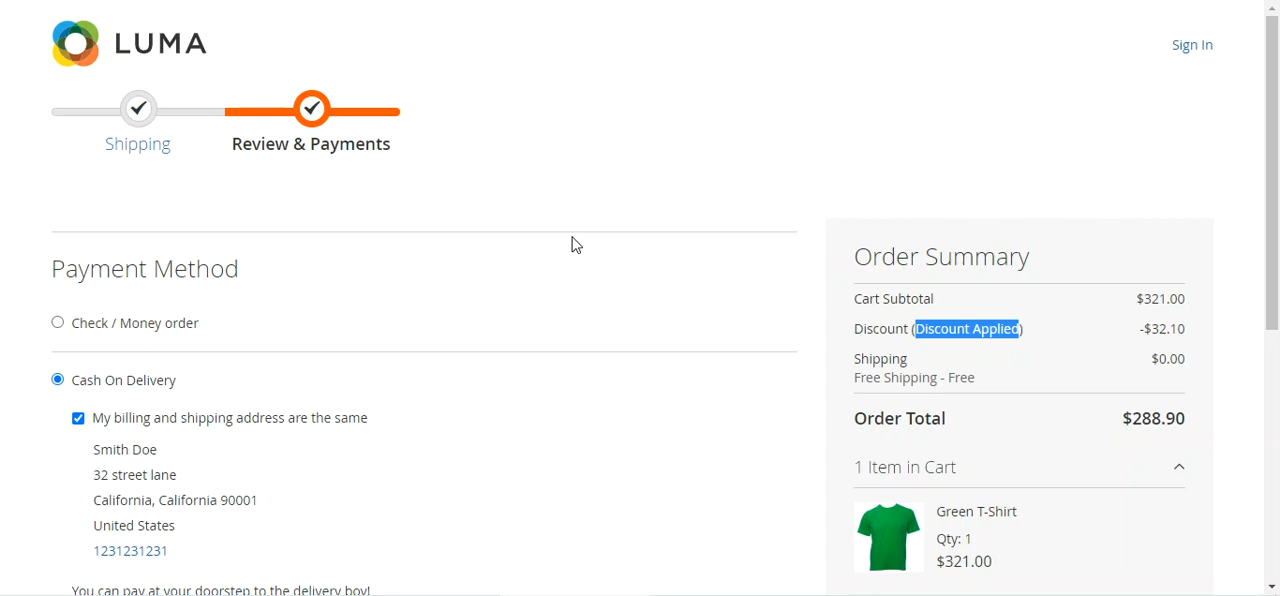 LUMA
Sign In
Shipping
Review & Payments
Payment Method
Check / Money order
Cash On Delivery
My billing and shipping address are the same
Smith Doe
32 street lane
California, California 90001
United States
1231231231
You can pay at your doorstep to the delivery boy!
Order Summary
Cart Subtotal $321.00
Discount (Discount Applied) -$32.10
Shipping $0.00
Free Shipping - Free
Order Total $288.90
1 Item in Cart
Green T-Shirt
Qty: 1
$321.00